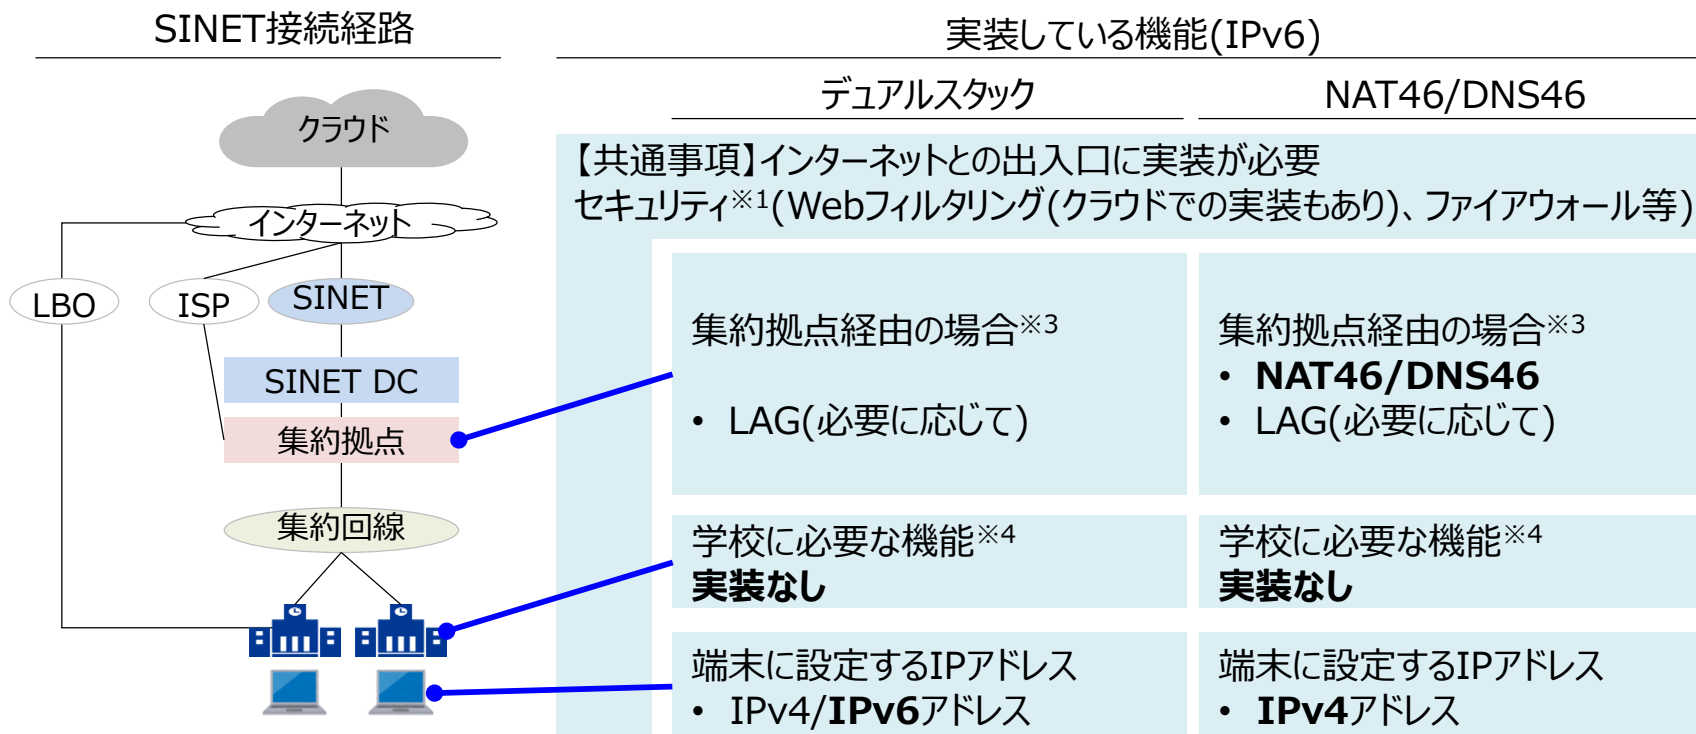 SINET接続経路
実装している機能(IPv6)
デュアルスタック
NAT46/DNS46
クラウド
インターネット
LBO
ISP
SINET
SINET DC
集約拠点
集約回線
【共通事項】インターネットとの出入口に実装が必要
セキュリティ※1(Webフィルタリング(クラウドでの実装もあり)、ファイアウォール等)
集約拠点経由の場合※3
• LAG(必要に応じて)
集約拠点経由の場合※3
• NAT46/DNS46
• LAG(必要に応じて)
学校に必要な機能※4
実装なし
学校に必要な機能※4
実装なし
端末に設定するIPアドレス
• IPv4/IPv6アドレス
端末に設定するIPアドレス
• IPv4アドレス